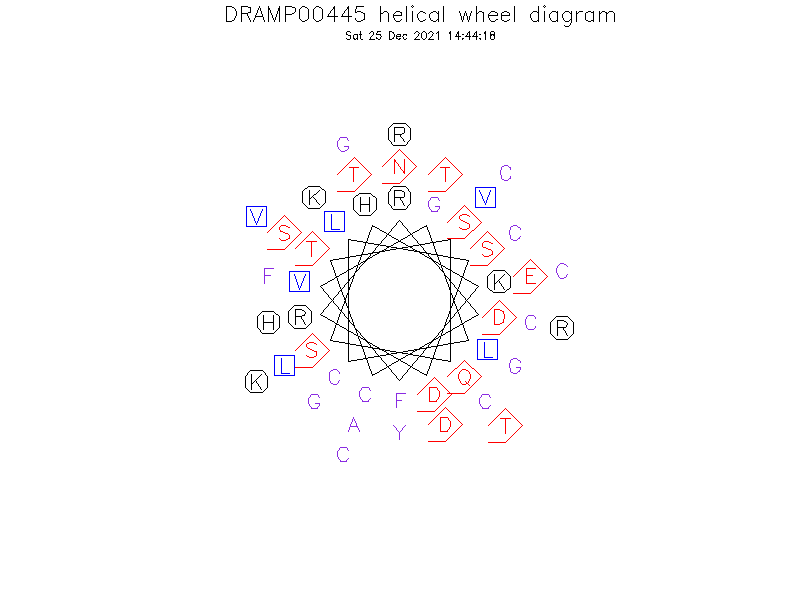 DRAMP00445 helical wheel diagram
Sat 25 Dec 2021 14:44:18
R
G
N
T T C
K H R G V
V L S
S T S C
F V K E C
H R D C R
S L
K L C Q G
G C F D C
A Y D T
C